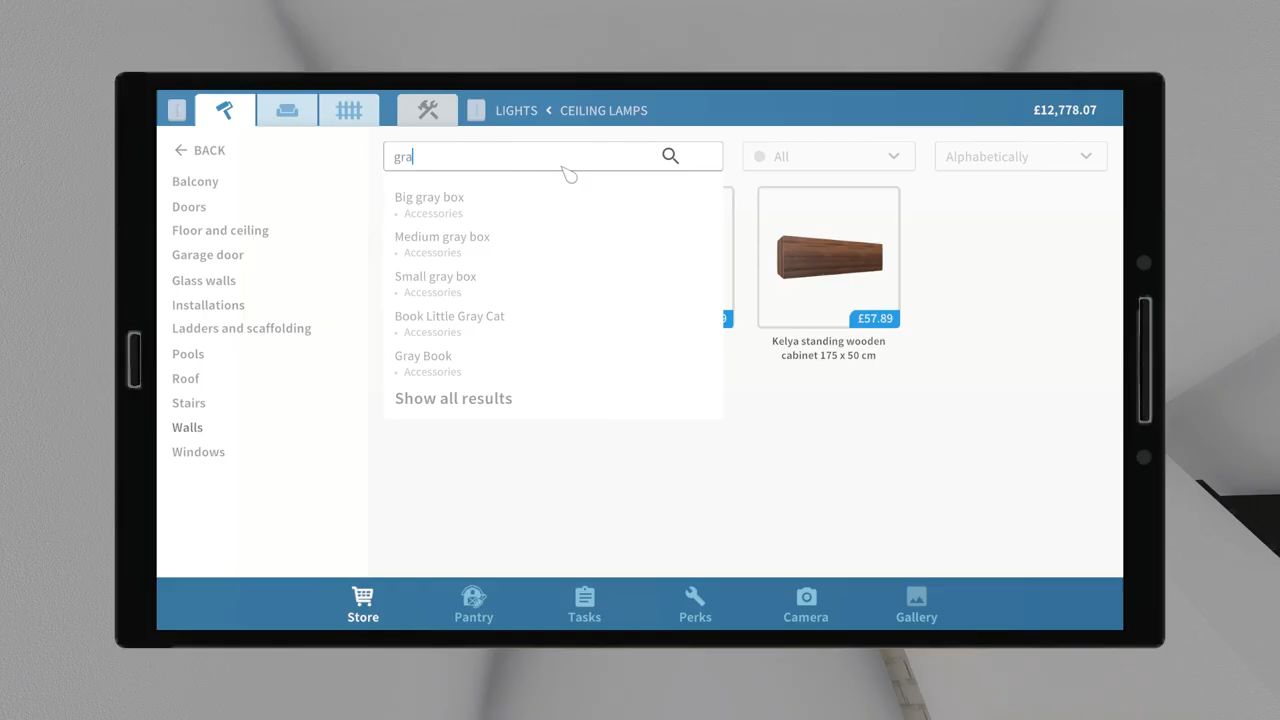 LIGHTS < CEILING LAMPS
£12,778.07
BACK
Balcony
Doors
Floor and ceiling
Garage door
Glass walls
Installations
Ladders and scaffolding
Pools
Roof
Stairs
Walls
Windows
gra
All
Alphabetically
Big gray box
• Accessories
Medium gray box
• Accessories
Small gray box
• Accessories
Book Little Gray Cat
• Accessories
Gray Book
• Accessories
Show all results
9
£57.89
Kelya standing wooden
cabinet 175 x 50 cm
Store
Pantry
Tasks
Perks
Camera
Gallery